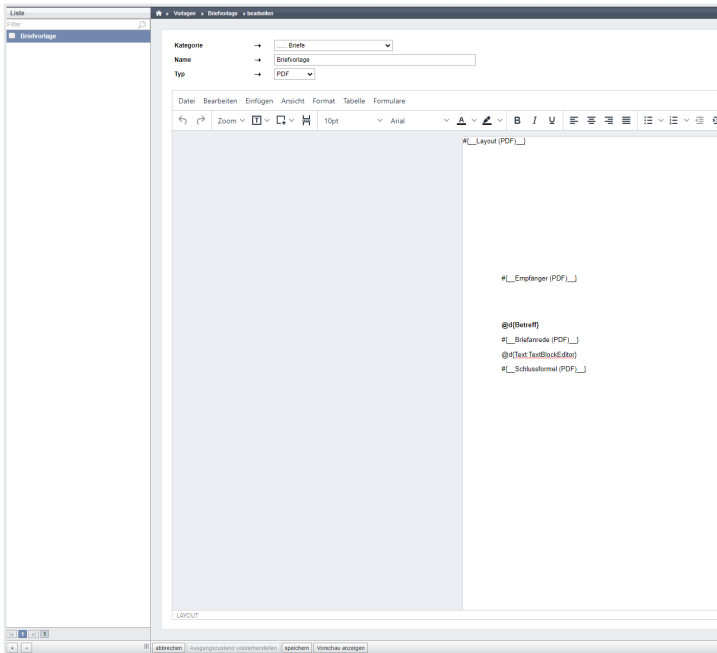 Liste
Vorlagen » Briefvorlage » bearbeiten
Filter
Briefvorlage
Kategorie → ...... Briefe
Name → Briefvorlage
Typ → PDF
Datei Bearbeiten Einfügen Ansicht Format Tabelle Formulare
Zoom 10pt Arial A B I U
#{__Layout (PDF)__}
#{__Empfänger (PDF)__}
@d{Betreff}
#{__Briefanrede (PDF)__}
@d{Text:TextBlockEditor}
#{__Schlussformel (PDF)__}
LAYOUT
1 1
abbrechen Ausgangszustand wiederherstellen speichern Vorschau anzeigen